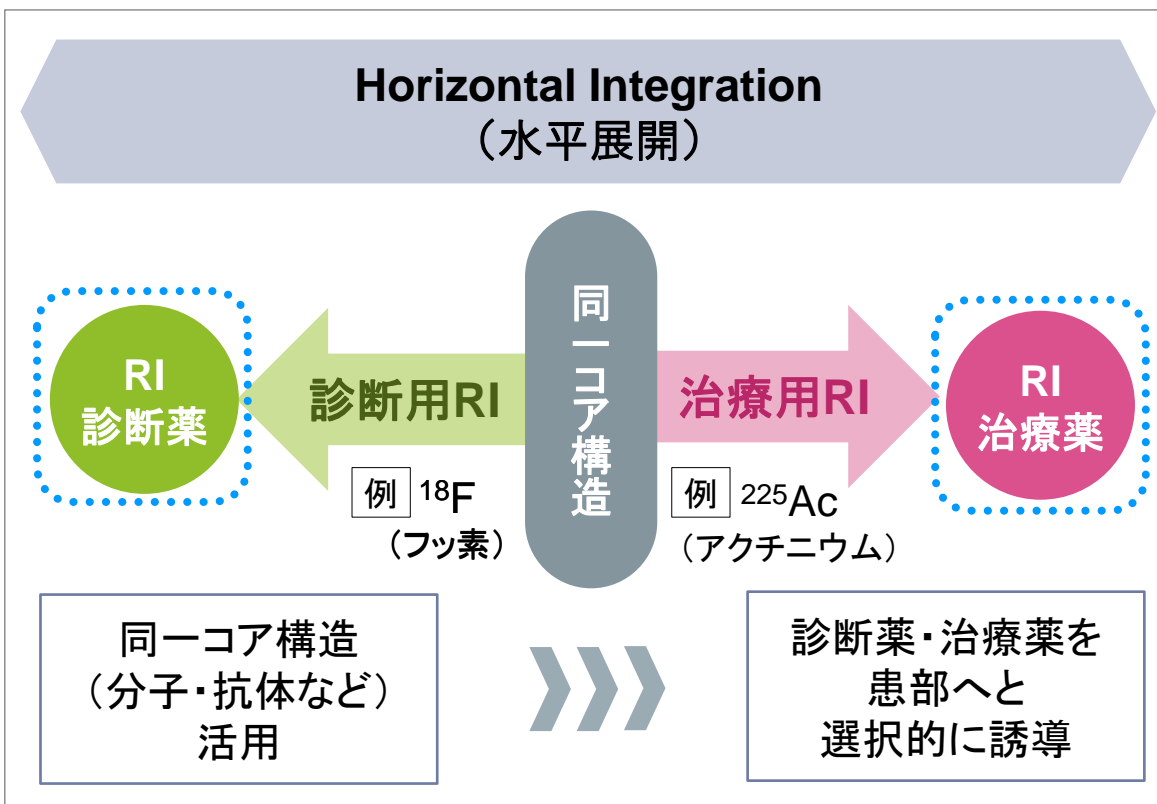 Horizontal Integration
（水平展開）
同一コア構造
RI
診断薬
診断用RI
治療用RI
RI
治療薬
例 ¹⁸F
（フッ素）
例 ²²⁵Ac
（アクチニウム）
同一コア構造
（分子・抗体など）
活用
診断薬・治療薬を
患部へと
選択的に誘導